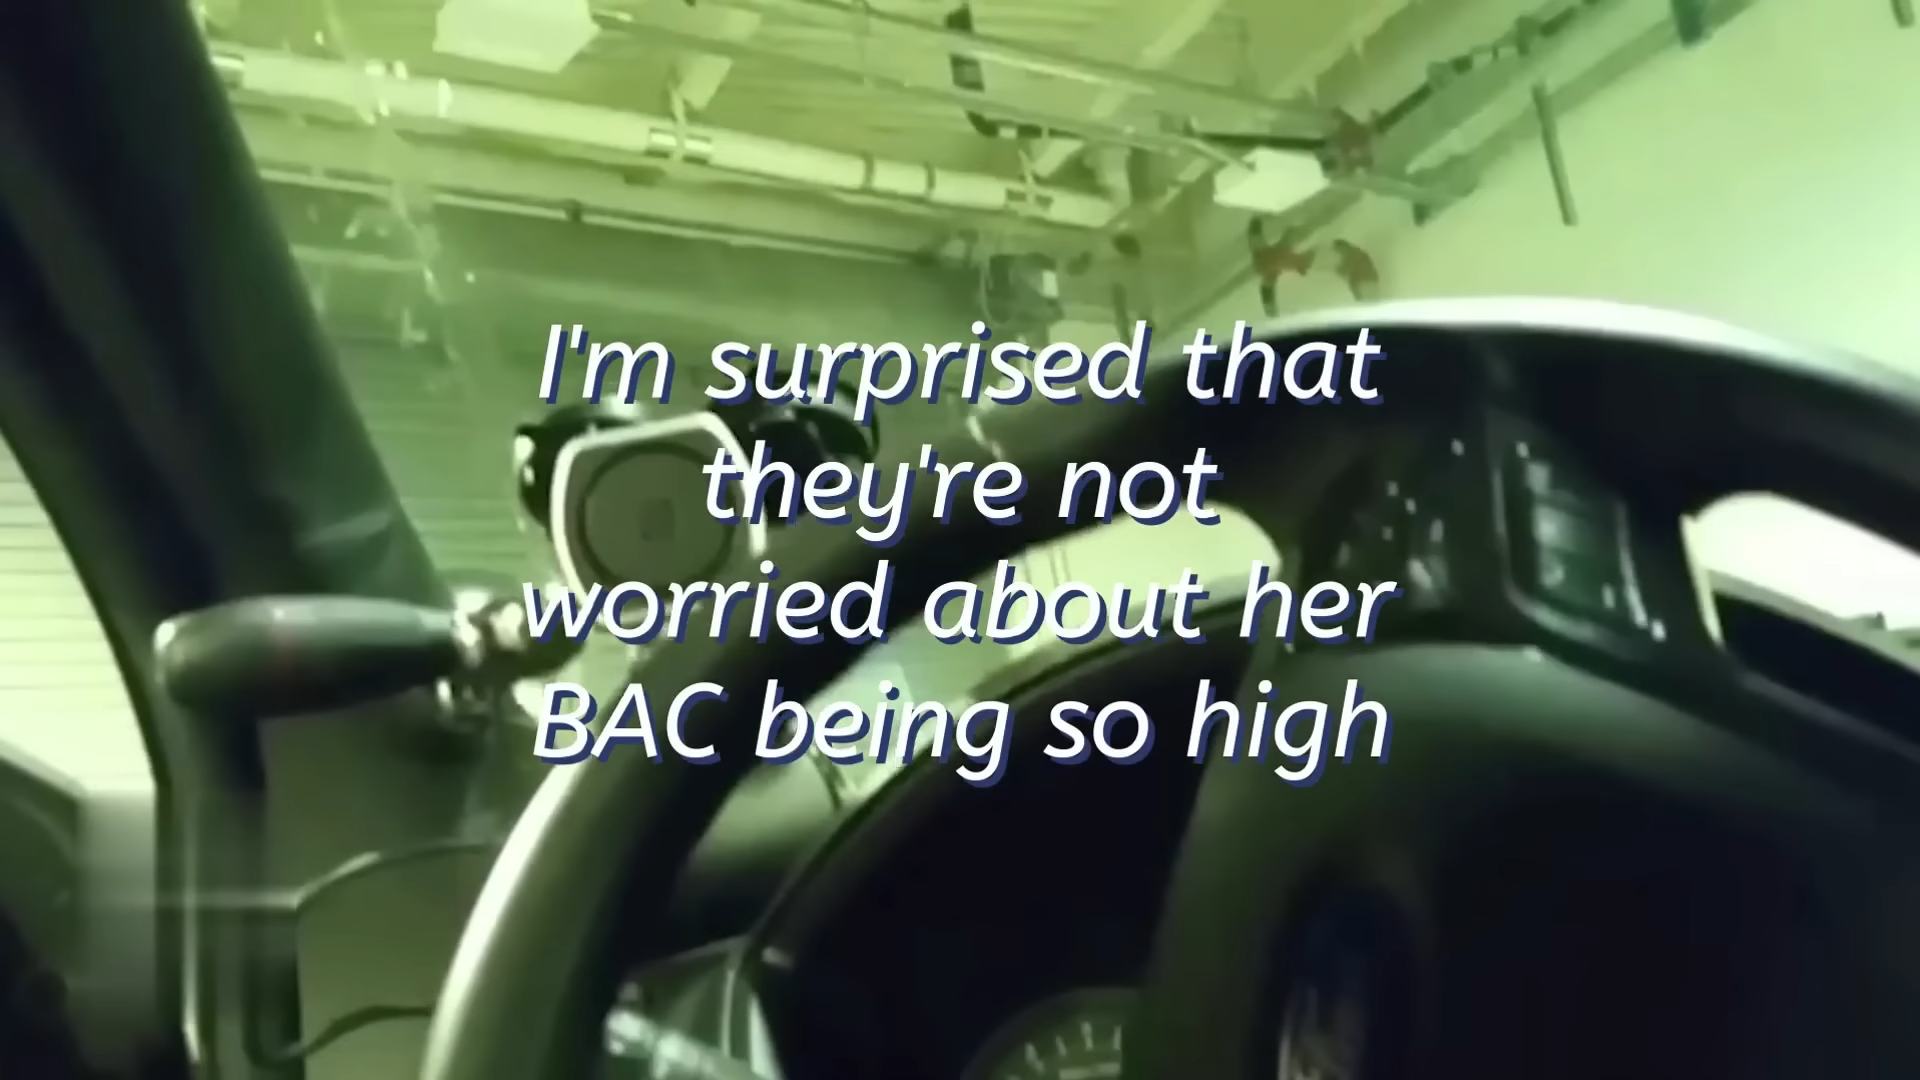 I'm surprised that
they're not
worried about her
BAC being so high